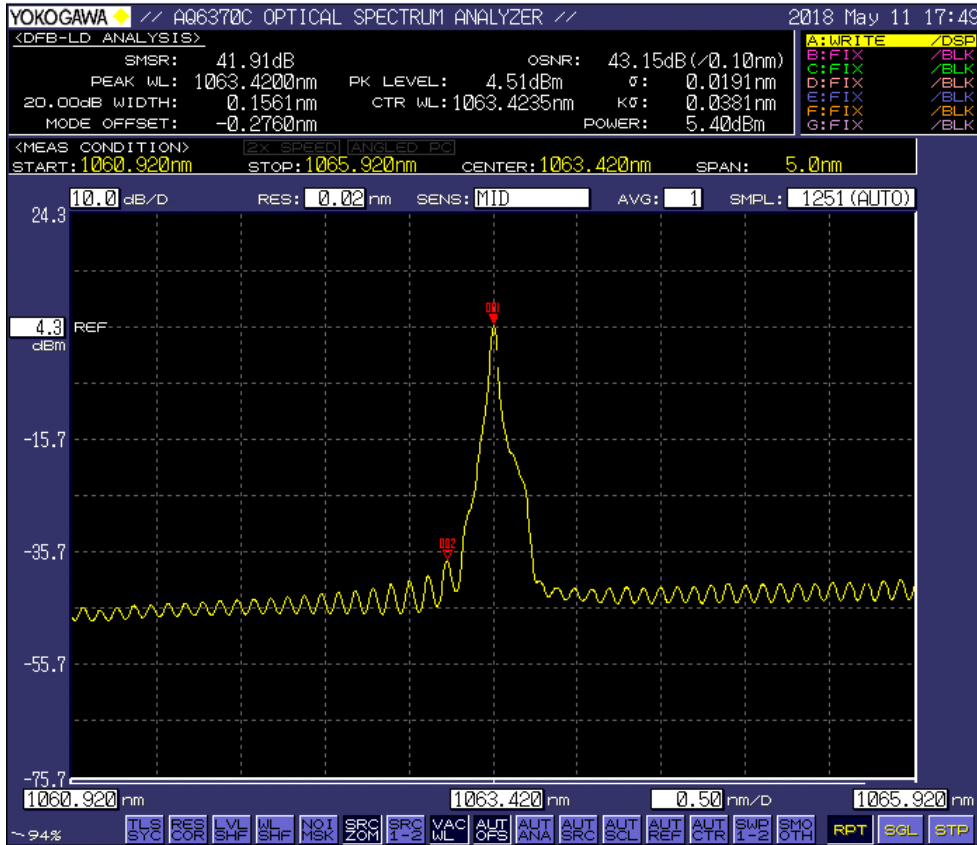 YOKOGAWA // AQ6370C OPTICAL SPECTRUM ANALYZER // 2018 May 11 17:49
<DFB-LD ANALYSIS>
SMSR: 41.91dB OSNR: 43.15dB(/0.10nm)
PEAK WL: 1063.4200nm PK LEVEL: 4.51dBm σ: 0.0191nm
20.00dB WIDTH: 0.1561nm CTR WL:1063.4235nm Kσ: 0.0381nm
MODE OFFSET: -0.2760nm POWER: 5.40dBm
A:WRITE /DSP
B:FIX /BLK
C:FIX /BLK
D:FIX /BLK
E:FIX /BLK
F:FIX /BLK
G:FIX /BLK
<MEAS CONDITION> 2X SPEED ANGLED PC
START:1060.920nm STOP:1065.920nm CENTER:1063.420nm SPAN: 5.0nm
10.0 dB/D RES: 0.02 nm SENS: MID AVG: 1 SMPL: 1251(AUTO)
24.3
001
4.3 REF
dBm
-15.7
002
-35.7
-55.7
-75.7
1060.920 nm 1063.420 nm 0.50 nm/D 1065.920 nm
~94%
TLS SYC
RES COR
LVL SHF
WL SHF
NOI MSK
SRC ZOM
SRC 1-2
VAC WL
AUT OFS
AUT ANA
AUT SRC
AUT SCL
AUT REF
AUT CTR
SWP 1-2
SMO OTH
RPT
SGL
STP